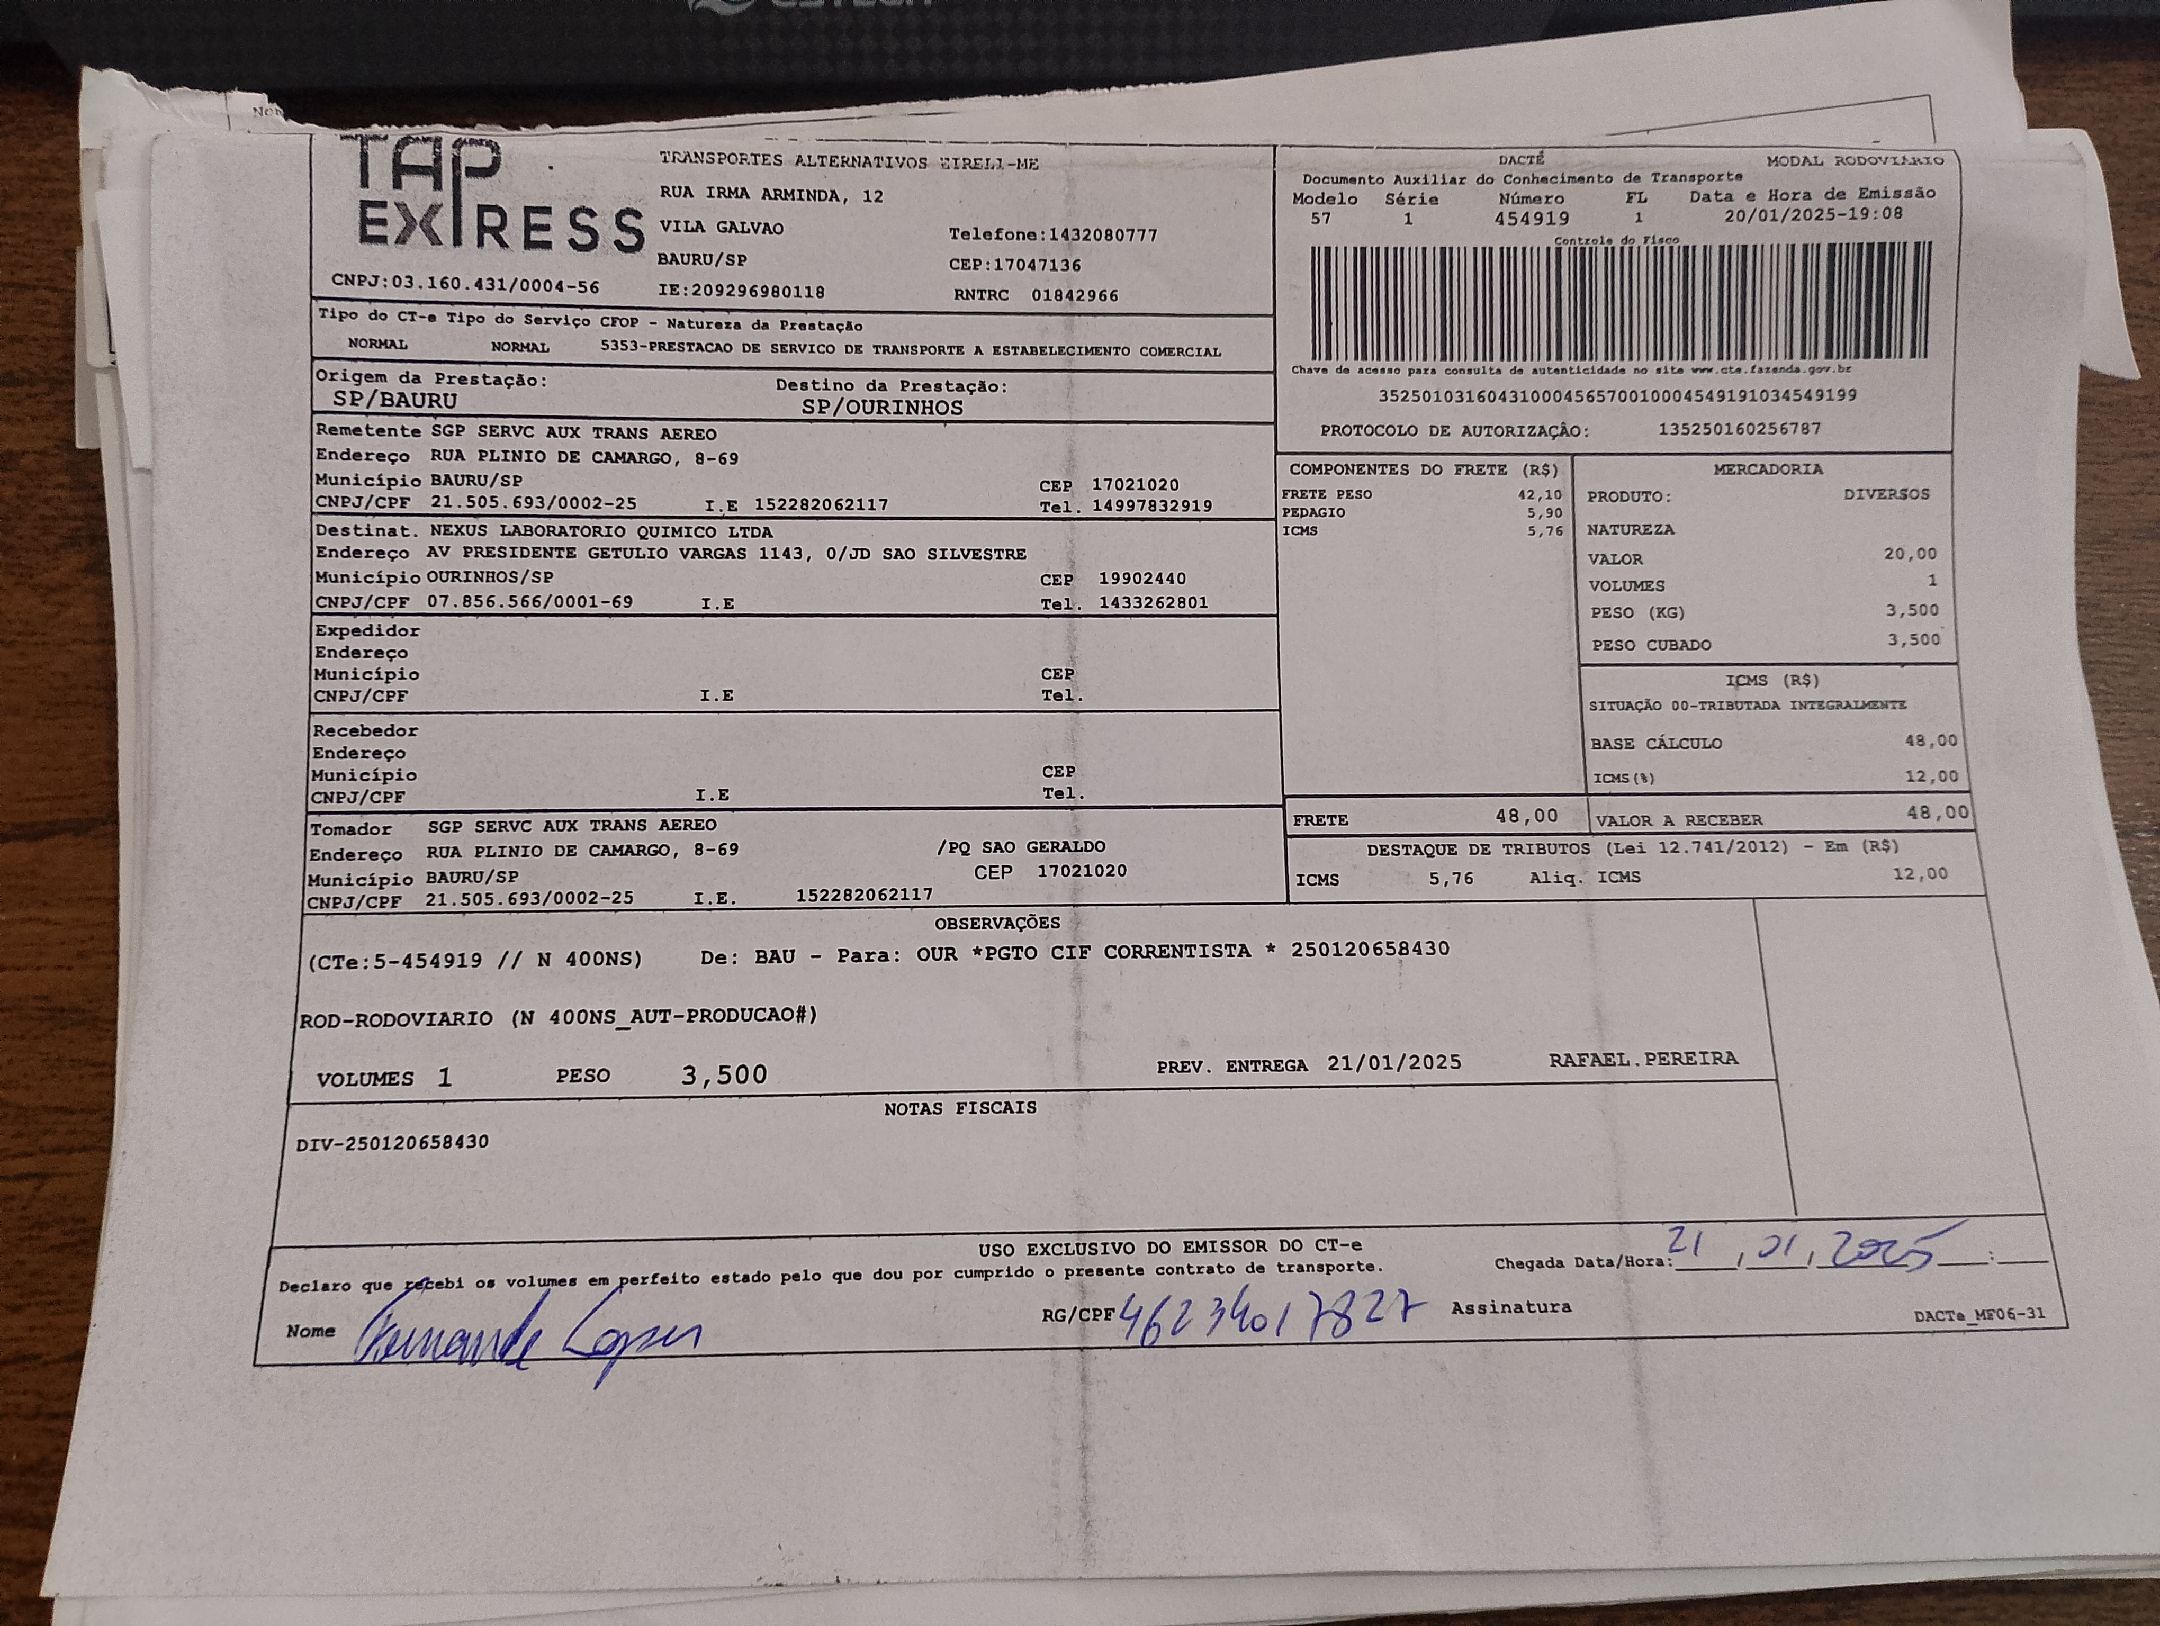 TAP
EXPRESS
CNPJ:03.160.431/0004-56
TRANSPORTES ALTERNATIVOS EIRELI-ME
RUA IRMA ARMINDA, 12
VILA GALVAO
Telefone:1432080777
BAURU/SP
CEP:17047136
IE:209296980118
RNTRC 01842966
DACTE
MODAL RODOVIARIO
Documento Auxiliar do Conhecimento de Transporte
Modelo Série Número FL Data e Hora de Emissão
57 1 454919 1 20/01/2025-19:08
Controle do Fisco
Chave de acesso para consulta de autenticidade no site www.cte.fazenda.gov.br
35250103160431000456570010004549191034549199
PROTOCOLO DE AUTORIZAÇÂO: 135250160256787
Tipo do CT-e Tipo do Serviço CFOP - Natureza da Prestação
NORMAL NORMAL 5353-PRESTACAO DE SERVICO DE TRANSPORTE A ESTABELECIMENTO COMERCIAL
Origem da Prestação: Destino da Prestação:
SP/BAURU SP/OURINHOS
Remetente SGP SERVC AUX TRANS AEREO
Endereço RUA PLINIO DE CAMARGO, 8-69
Município BAURU/SP CEP 17021020
CNPJ/CPF 21.505.693/0002-25 I.E 152282062117 Tel. 14997832919
Destinat. NEXUS LABORATORIO QUIMICO LTDA
Endereço AV PRESIDENTE GETULIO VARGAS 1143, 0/JD SAO SILVESTRE
Município OURINHOS/SP CEP 19902440
CNPJ/CPF 07.856.566/0001-69 I.E Tel. 1433262801
Expedidor
Endereço
Município CEP
CNPJ/CPF I.E Tel.
Recebedor
Endereço
Município CEP
CNPJ/CPF I.E Tel.
Tomador SGP SERVC AUX TRANS AEREO
Endereço RUA PLINIO DE CAMARGO, 8-69 /PQ SAO GERALDO
Município BAURU/SP CEP 17021020
CNPJ/CPF 21.505.693/0002-25 I.E. 152282062117
COMPONENTES DO FRETE (R$)
FRETE PESO 42,10
PEDAGIO 5,90
ICMS 5,76
MERCADORIA
PRODUTO: DIVERSOS
NATUREZA
VALOR 20,00
VOLUMES 1
PESO (KG) 3,500
PESO CUBADO 3,500
ICMS (R$)
SITUAÇÃO 00-TRIBUTADA INTEGRALMENTE
BASE CÁLCULO 48,00
ICMS(%) 12,00
FRETE 48,00 VALOR A RECEBER 48,00
DESTAQUE DE TRIBUTOS (Lei 12.741/2012) - Em (R$)
ICMS 5,76 Aliq. ICMS 12,00
OBSERVAÇÕES
(CTe:5-454919 // N 400NS) De: BAU - Para: OUR *PGTO CIF CORRENTISTA * 250120658430
ROD-RODOVIARIO (N 400NS_AUT-PRODUCAO#)
VOLUMES 1 PESO 3,500 PREV. ENTREGA 21/01/2025 RAFAEL.PEREIRA
NOTAS FISCAIS
DIV-250120658430
USO EXCLUSIVO DO EMISSOR DO CT-e
Declaro que recebi os volumes em perfeito estado pelo que dou por cumprido o presente contrato de transporte.
Chegada Data/Hora: 21,01,2025 :
Nome RG/CPF 46234017827 Assinatura
DACTe_MF06-31